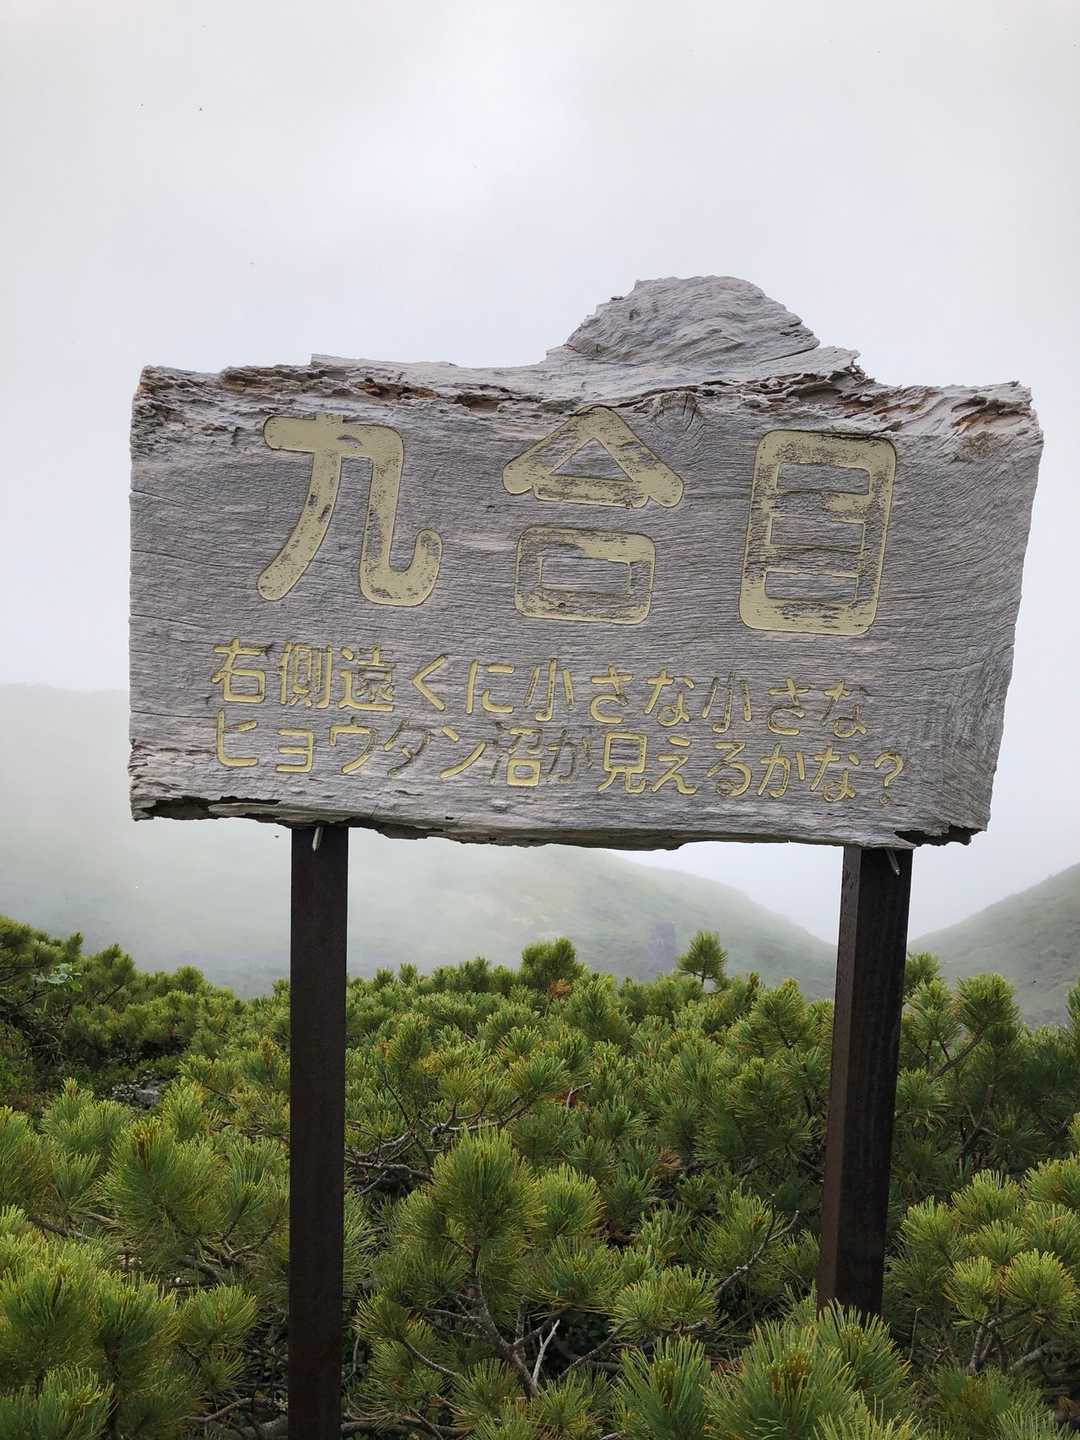 九合目
右側遠くに小さな小さな
ヒョウタン沼が見えるかな?